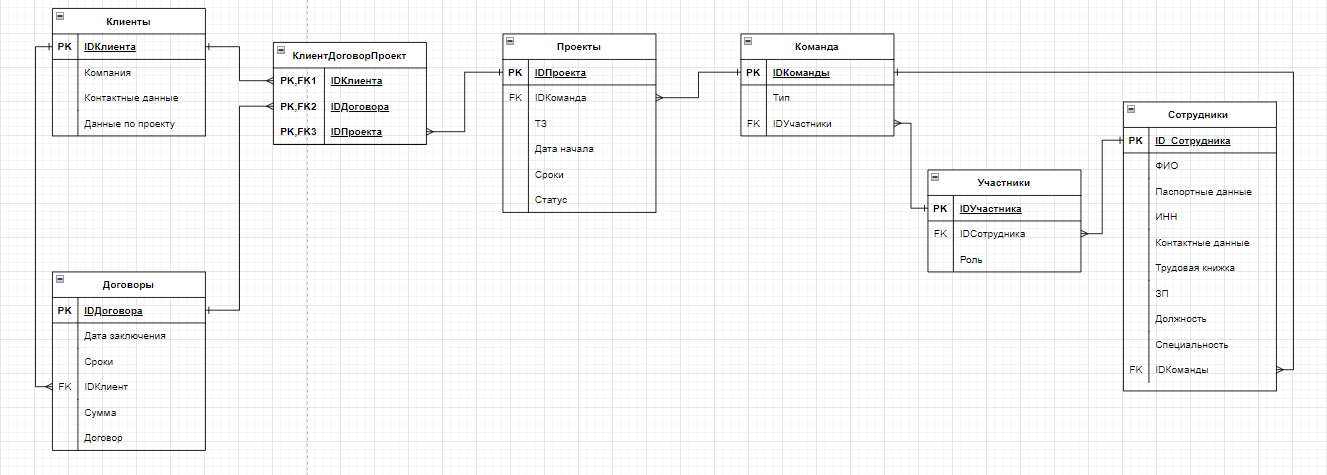 Клиенты
PK IDКлиента
Компания
Контактные данные
Данные по проекту
КлиентДоговорПроект
PK,FK1 IDКлиента
PK,FK2 IDДоговора
PK,FK3 IDПроекта
Проекты
PK IDПроекта
FK IDКоманда
ТЗ
Дата начала
Сроки
Статус
Команда
PK IDКоманды
Тип
FK IDУчастники
Участники
PK IDУчастника
FK IDСотрудника
Роль
Сотрудники
PK ID_Сотрудника
ФИО
Паспортные данные
ИНН
Контактные данные
Трудовая книжка
ЗП
Должность
Специальность
FK IDКоманды
Договоры
PK IDДоговора
Дата заключения
Сроки
FK IDКлиент
Сумма
Договор